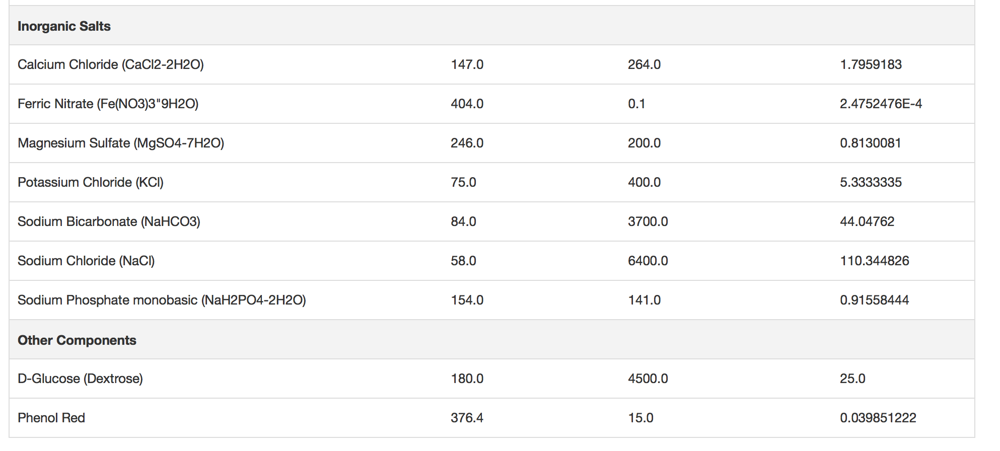 Inorganic Salts
Calcium Chloride (CaCl2-2H2O) 147.0 264.0 1.7959183
Ferric Nitrate (Fe(NO3)3"9H2O) 404.0 0.1 2.4752476E-4
Magnesium Sulfate (MgSO4-7H2O) 246.0 200.0 0.8130081
Potassium Chloride (KCl) 75.0 400.0 5.3333335
Sodium Bicarbonate (NaHCO3) 84.0 3700.0 44.04762
Sodium Chloride (NaCl) 58.0 6400.0 110.344826
Sodium Phosphate monobasic (NaH2PO4-2H2O) 154.0 141.0 0.91558444
Other Components
D-Glucose (Dextrose) 180.0 4500.0 25.0
Phenol Red 376.4 15.0 0.039851222